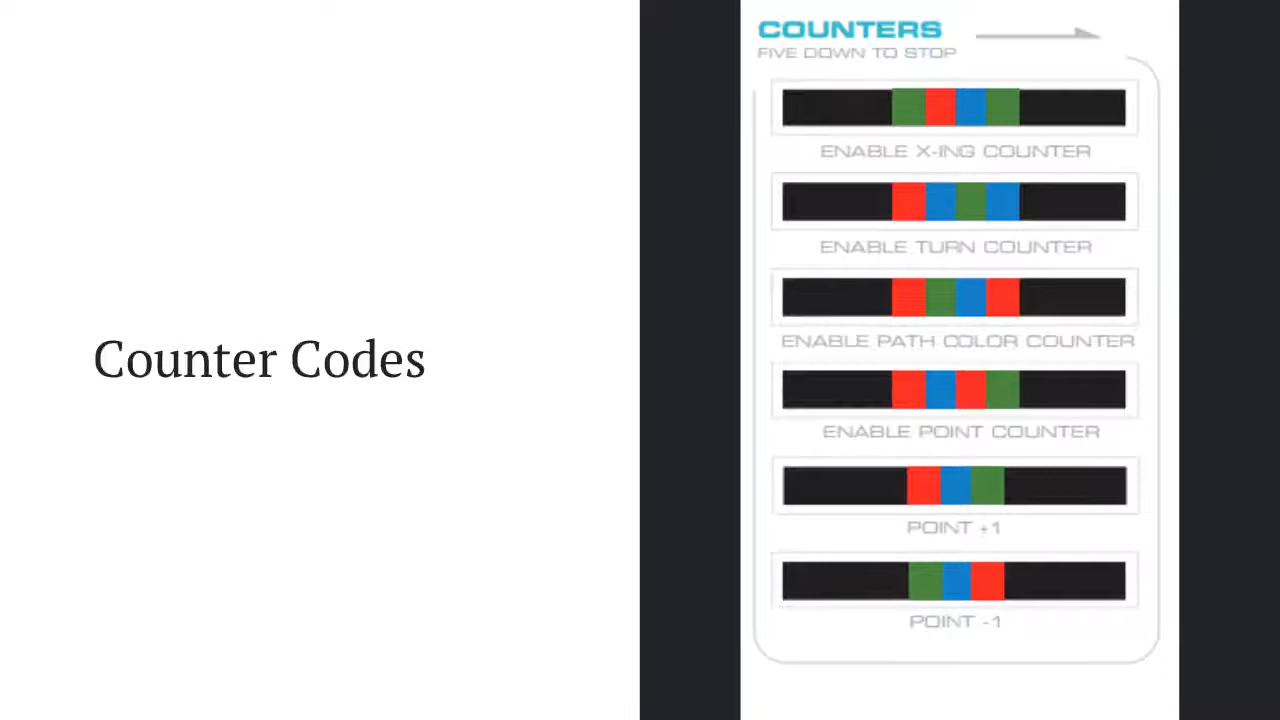 Counter Codes
COUNTERS
FIVE DOWN TO STOP
ENABLE X-ING COUNTER
ENABLE TURN COUNTER
ENABLE PATH COLOR COUNTER
ENABLE POINT COUNTER
POINT +1
POINT -1